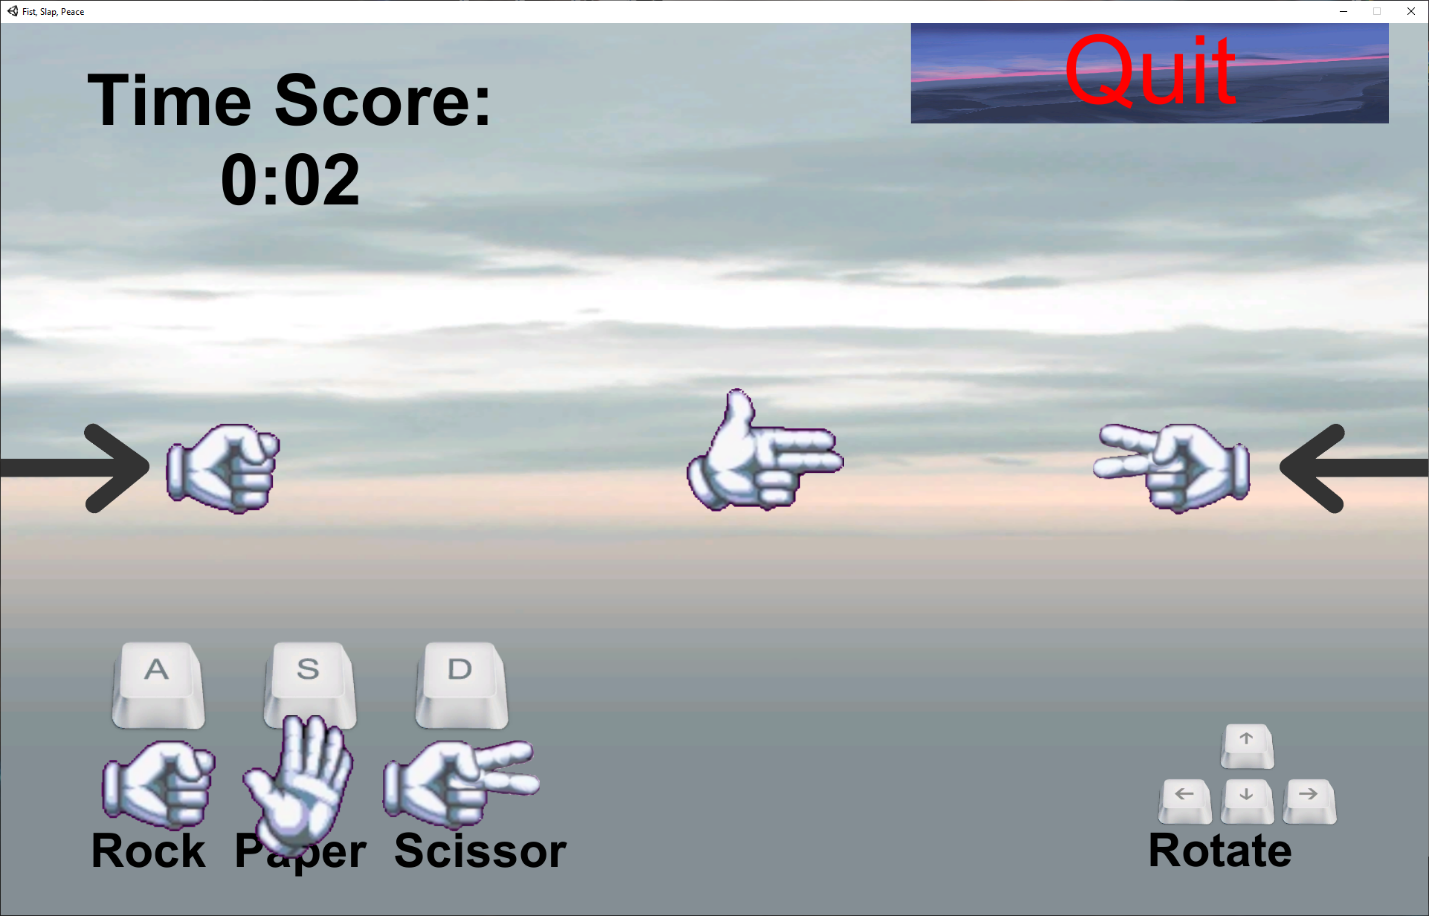 Fist, Slap, Peace
Quit
Time Score:
0:02
A S D
Rock Paper Scissor
Rotate